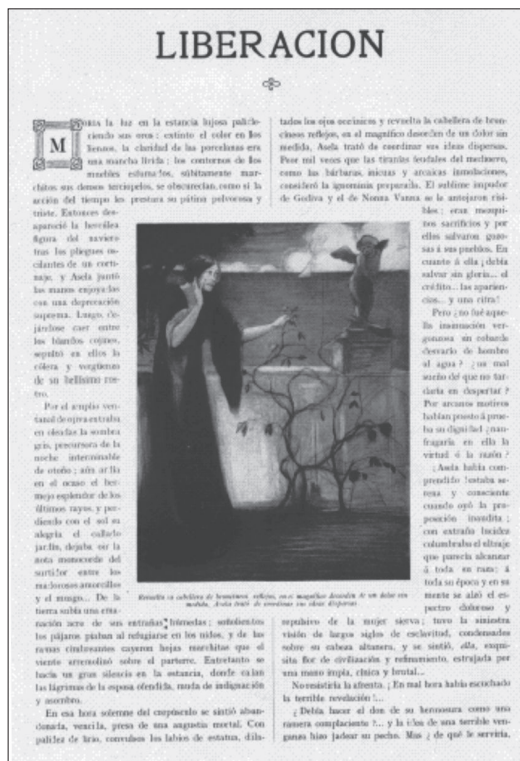 LIBERACION
MORIA la luz en la estancia lujosa palide-
ciendo sus oros; extinto el color en los
lienzos, la claridad de las porcelanas era
una mancha lívida; los contornos de los
muebles esfumados, súbitamente mar-
chitos sus densos terciopelos, se obscurecían, como si la
acción del tiempo les prestara su pátina polvorosa y
triste. Entonces des-
apareció la hercúlea
figura del naviero
tras los pliegues os-
cilantes de un corti-
naje, y Asela juntó
las manos enjoyadas
con una deprecación
suprema. Luego, de-
jándose caer entre
los blandos cojines,
sepultó en ellos la
cólera y vergüenza
de su bellísimo ros-
tro.
Por el amplio ven-
tanal de ojiva entraba
en oleadas la sombra
gris, precursora de la
noche interminable
de otoño; aún ardía
en el ocaso el ber-
mejo esplendor de los
últimos rayos, y per-
diendo con el sol su
alegría el callado
jardín, dejaba oir la
nota monocorde del
surtidor entre los
amorcillos
y el musgo... De la
tierra subía una ema-
nación acre de sus entrañas húmedas; soñolientos
los pájaros piaban al refugiarse en los nidos, y de las
ramas cimbreantes cayeron hojas marchitas que el
viento arremolinó sobre el parterre. Entretanto se
hacía un gran silencio en la estancia, donde caían
las lágrimas de la esposa ofendida, muda de indignación
y asombro.
En esa hora solemne del crepúsculo se sintió aban-
donada, vencida, presa de una angustia mortal. Con
palidez de lirio, convulsos los labios de estatua, dila-
tados los ojos oceánicos y revuelta la cabellera de bron-
cíneos reflejos, en el magnífico desorden de un dolor sin
medida, Asela trató de coordinar sus ideas dispersas.
Peor mil veces que las tiranías feudales del medioevo,
como las bárbaras, inicuas y arcaicas inmolaciones,
consideró la ignominia preparada. El sublime impudor
de Godiva y el de Nonna Vanna se le antojaron risi-
bles; eran mezqui-
nos sacrificios y por
ellos salvaron gozo-
sas á sus pueblos. En
cuanto á ella ¡debía
salvar sin gloria... el
crédito... las aparien-
cias... y una cifra!
Pero ¿no fué aque-
lla insinuación ver-
gonzosa un cobarde
desvarío de hombre
al agua? ¿un mal
sueño del que no tar-
daría en despertar?
Por arcanos motivos
habían puesto á prue-
ba su dignidad ¿nau-
fragaría en ella la
virtud ó la razón?
¡Asela había com-
prendido! estaba se-
rena y consciente
cuando oyó la pro-
posición inaudita;
con extraña lucidez
columbraba el ultraje
que parecía alcanzar
á toda su raza; á
toda su época y en su
mente se alzó el es-
pectro doloroso y
repulsivo de la mujer sierva; tuvo la siniestra
visión de largos siglos de esclavitud, condensados
sobre su cabeza altanera, y se sintió, ella, exqui-
sita flor de civilización y refinamiento, estrujada por
una mano impía, cínica y brutal...
No resistiría la afrenta. ¡En mal hora había escuchado
la terrible revelación!...
¿Debía hacer el don de su hermosura como una
ramera complaciente?... y la idea de una terrible ven-
ganza hizo jadear su pecho. Mas ¿de qué le serviría,
Revuelta la cabellera de broncíneos reflejos, en el magnífico desorden de un dolor sin
medida, Asela trató de coordinar sus ideas dispersas